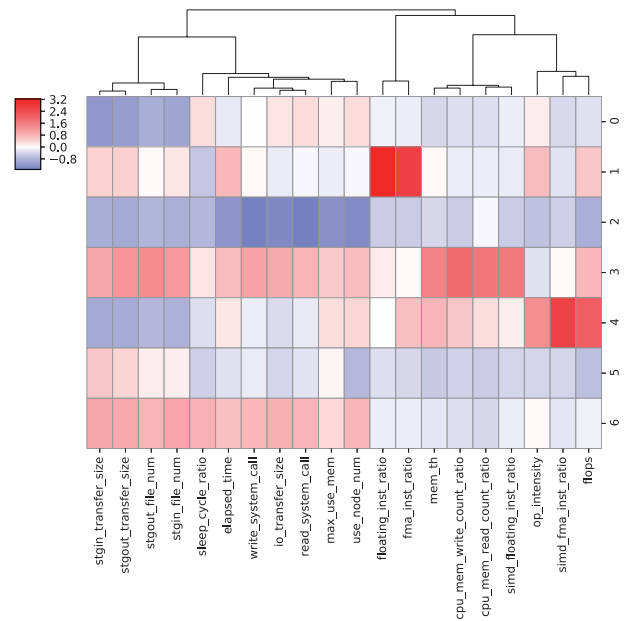 3.2
2.4
1.6
0.8
0.0
−0.8
0
1
2
3
4
5
6
stgin_transfer_size
stgout_transfer_size
stgout_file_num
stgin_file_num
sleep_cycle_ratio
elapsed_time
write_system_call
io_transfer_size
read_system_call
max_use_mem
use_node_num
floating_inst_ratio
fma_inst_ratio
mem_th
cpu_mem_write_count_ratio
cpu_mem_read_count_ratio
simd_floating_inst_ratio
op_intensity
simd_fma_inst_ratio
flops